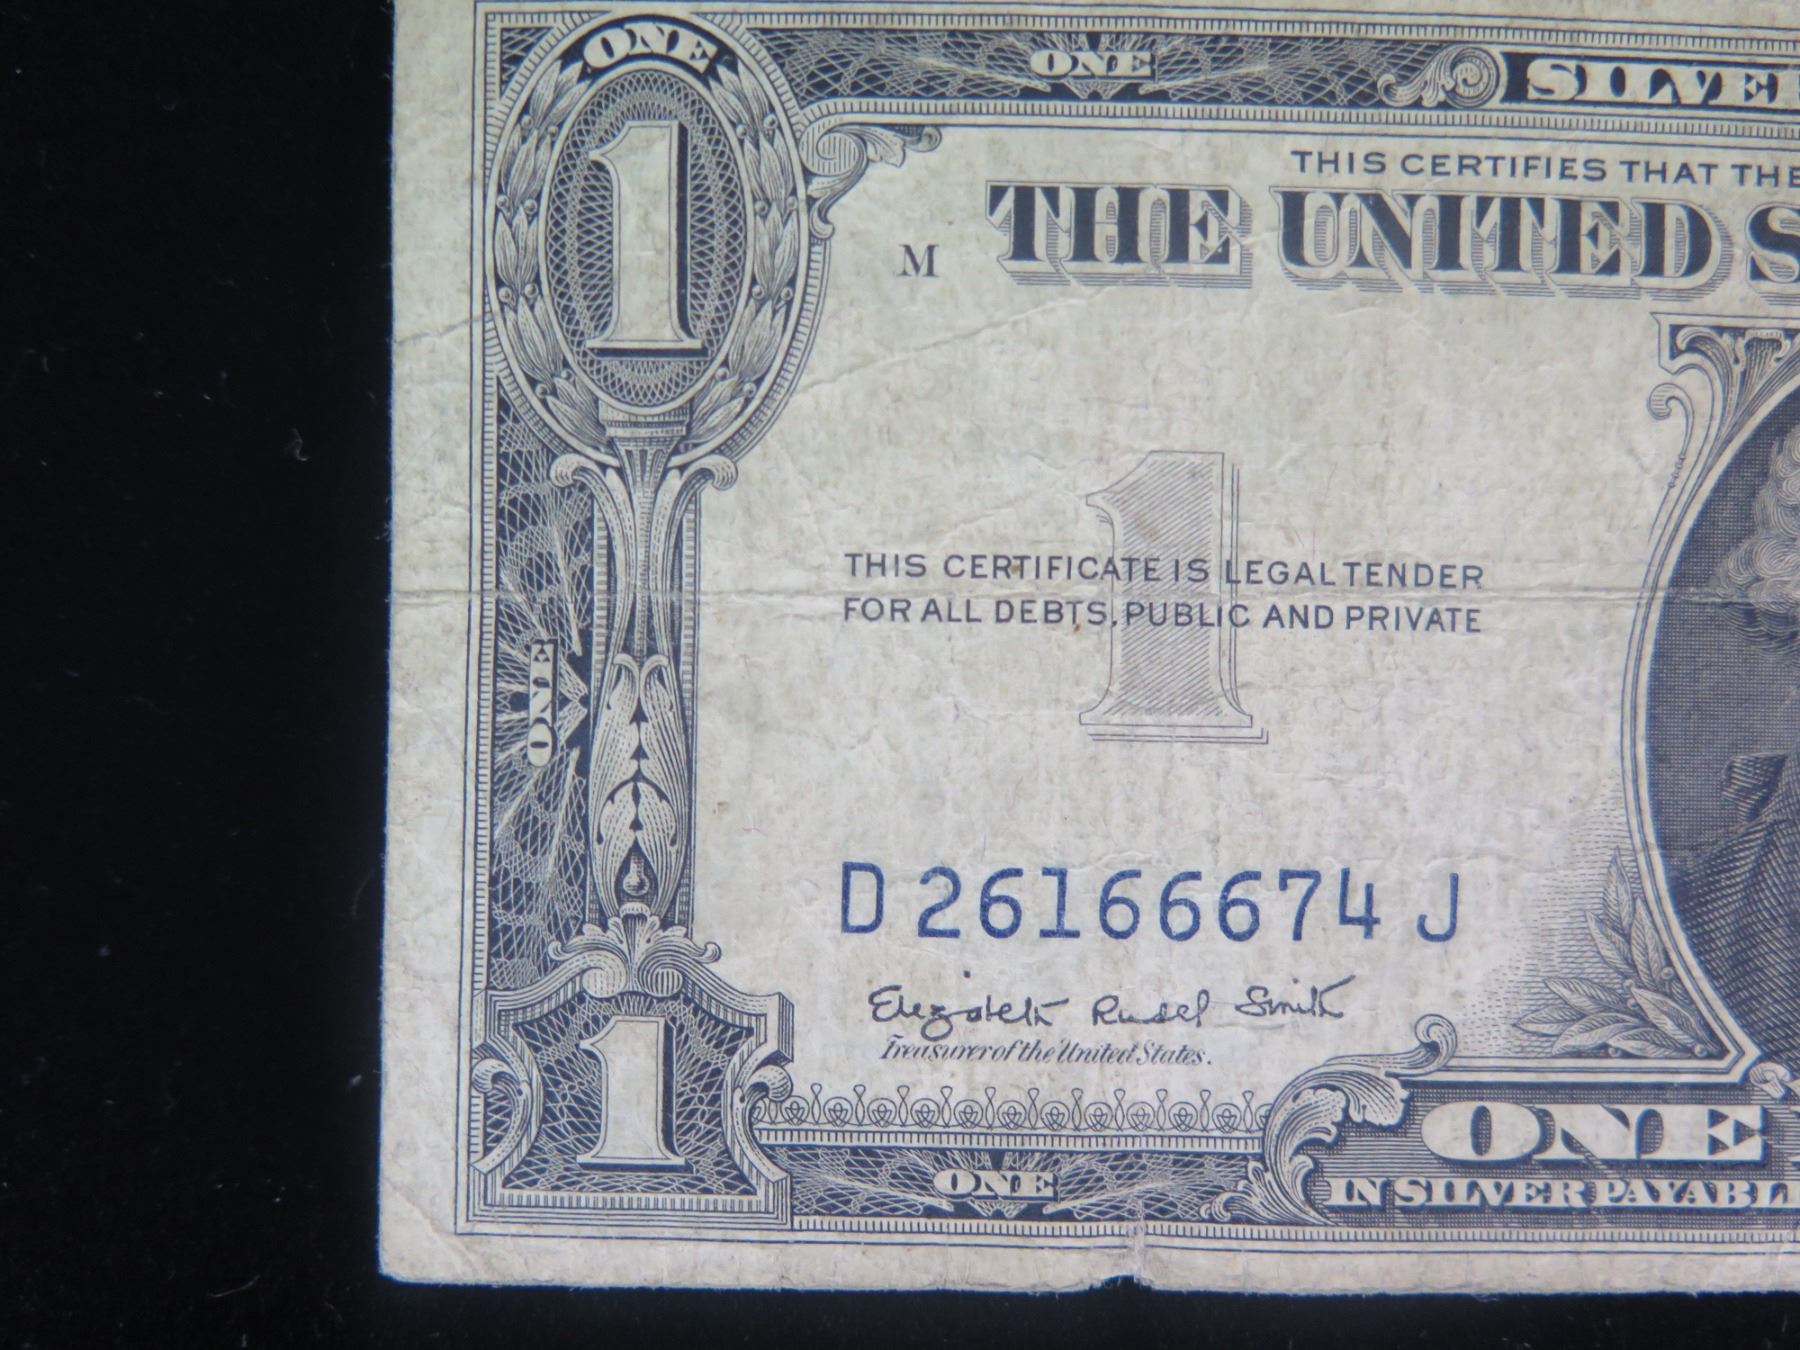 ONE
ONE
SILVER
THIS CERTIFIES THAT THE
1
M
THE UNITED S
1
THIS CERTIFICATE IS LEGAL TENDER
FOR ALL DEBTS, PUBLIC AND PRIVATE
ONE
D 26166674 J
Elizabeth Rudel Smith
Treasurer of the United States.
1
ONE
ONE
IN SILVER PAYABL